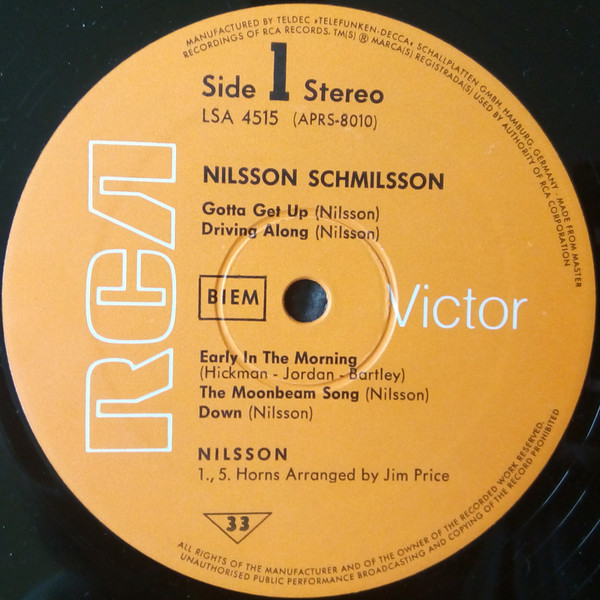 MANUFACTURED BY TELDEC »TELEFUNKEN-DECCA« SCHALLPLATTEN GMBH, HAMBURG, GERMANY · MADE FROM MASTER
RECORDINGS OF RCA RECORDS. TM(S) ® MARCA(S) REGISTRADA(S) USED BY AUTHORITY OF RCA CORPORATION
Side 1 Stereo
LSA 4515 (APRS-8010)
RCA
NILSSON SCHMILSSON
Gotta Get Up (Nilsson)
Driving Along (Nilsson)
BIEM
Victor
Early In The Morning
(Hickman - Jordan - Bartley)
The Moonbeam Song (Nilsson)
Down (Nilsson)
NILSSON
1., 5. Horns Arranged by Jim Price
33
ALL RIGHTS OF THE MANUFACTURER AND OF THE OWNER OF THE RECORDED WORK RESERVED.
UNAUTHORISED PUBLIC PERFORMANCE BROADCASTING AND COPYING OF THE RECORD PROHIBITED